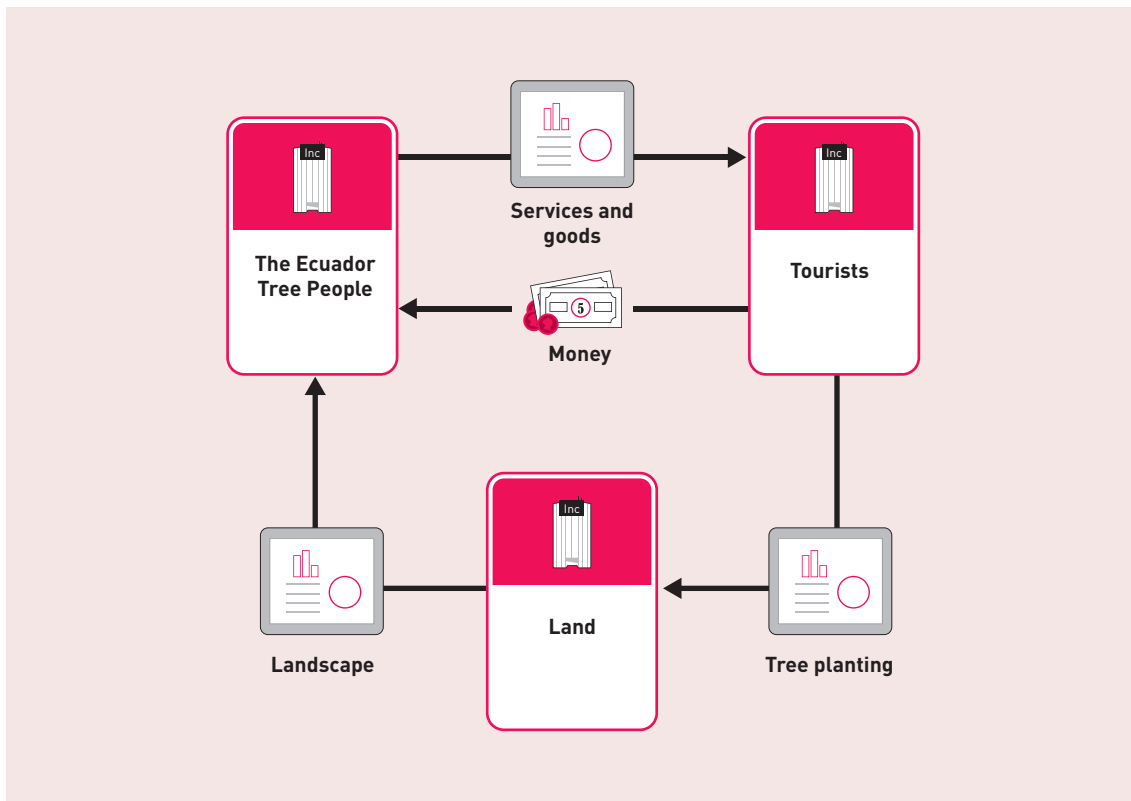 Inc
Inc
Services and
goods
The Ecuador
Tree People
Tourists
5
Money
Inc
Land
Landscape
Tree planting